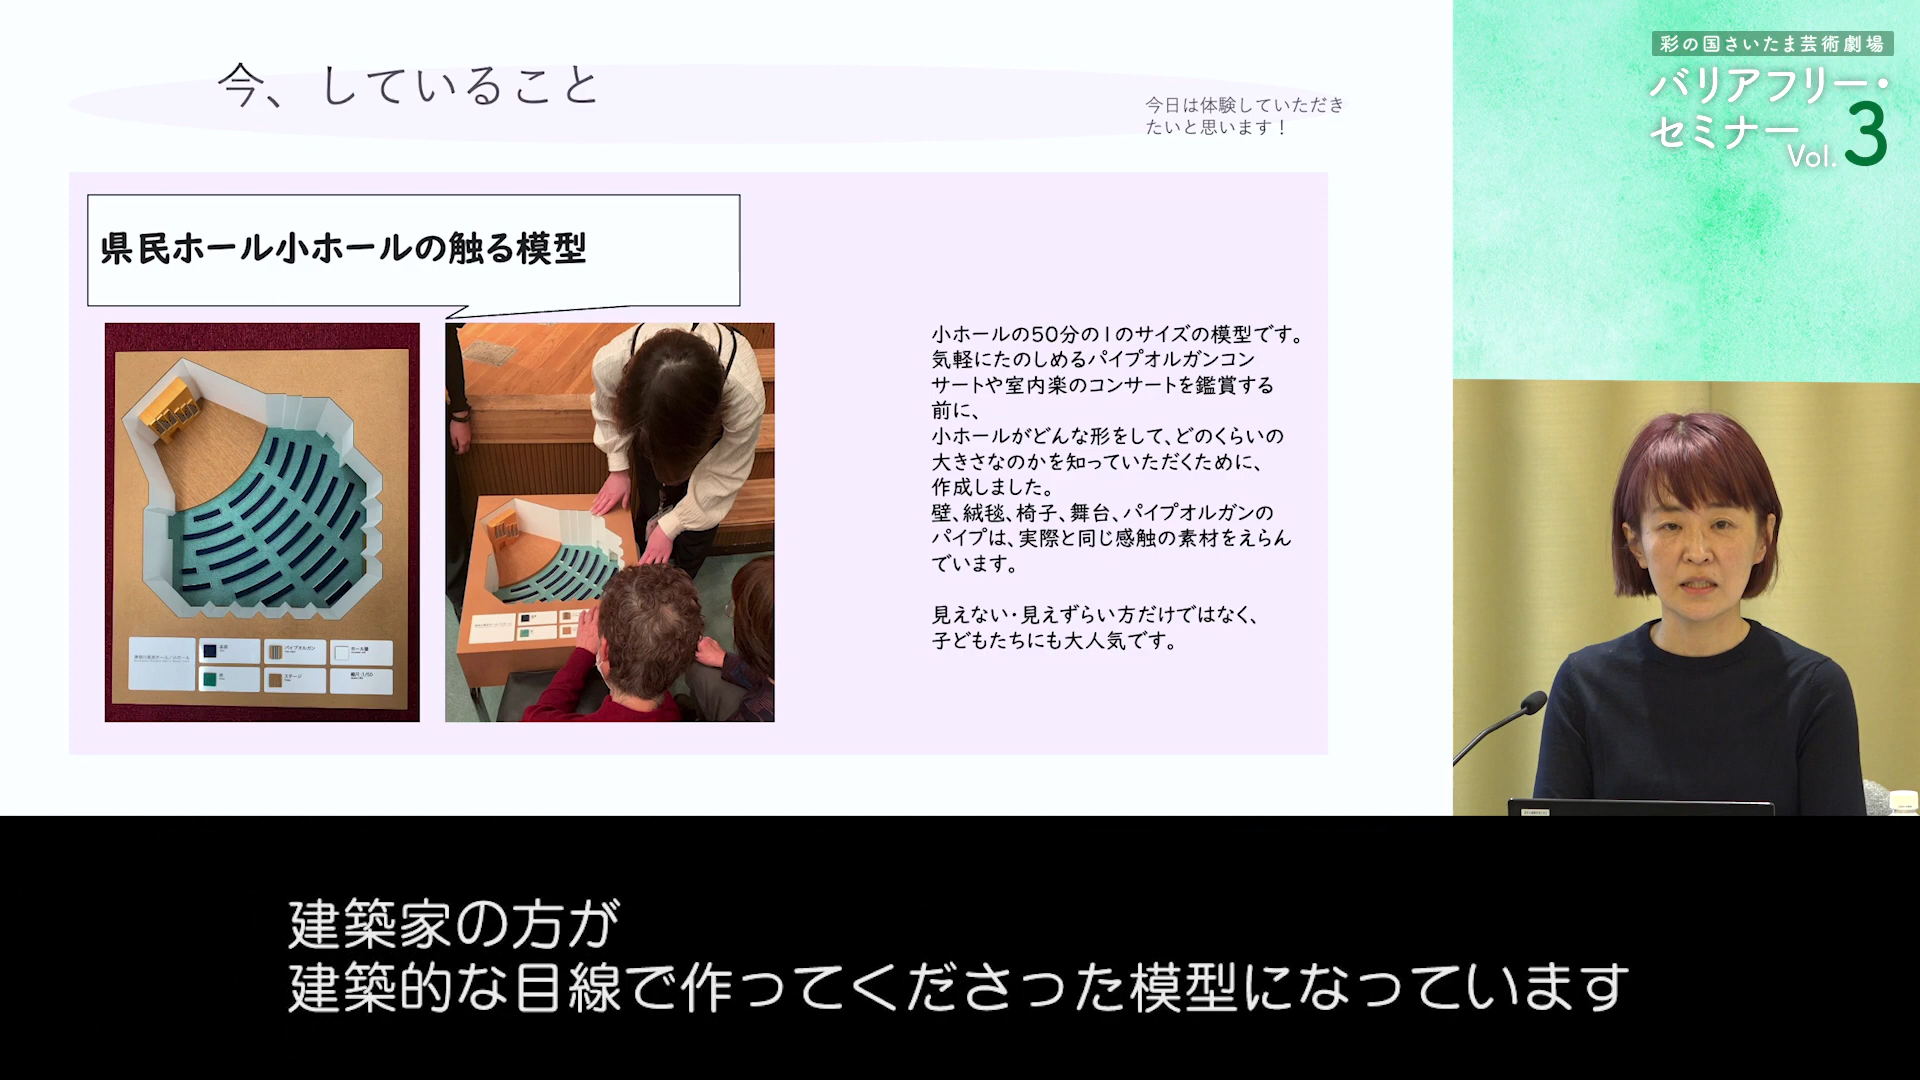 今、していること
今日は体験していただき
たいと思います！
県民ホール小ホールの触る模型
小ホールの50分の1のサイズの模型です。
気軽にたのしめるパイプオルガンコン
サートや室内楽のコンサートを鑑賞する
前に、
小ホールがどんな形をして、どのくらいの
大きさなのかを知っていただくために、
作成しました。
壁、絨毯、椅子、舞台、パイプオルガンの
パイプは、実際と同じ感触の素材をえらん
でいます。
見えない・見えずらい方だけではなく、
子どもたちにも大人気です。
パイプオルガン
ステージ
彩の国さいたま芸術劇場
バリアフリー・
セミナー
Vol.3
建築家の方が
建築的な目線で作ってくださった模型になっています